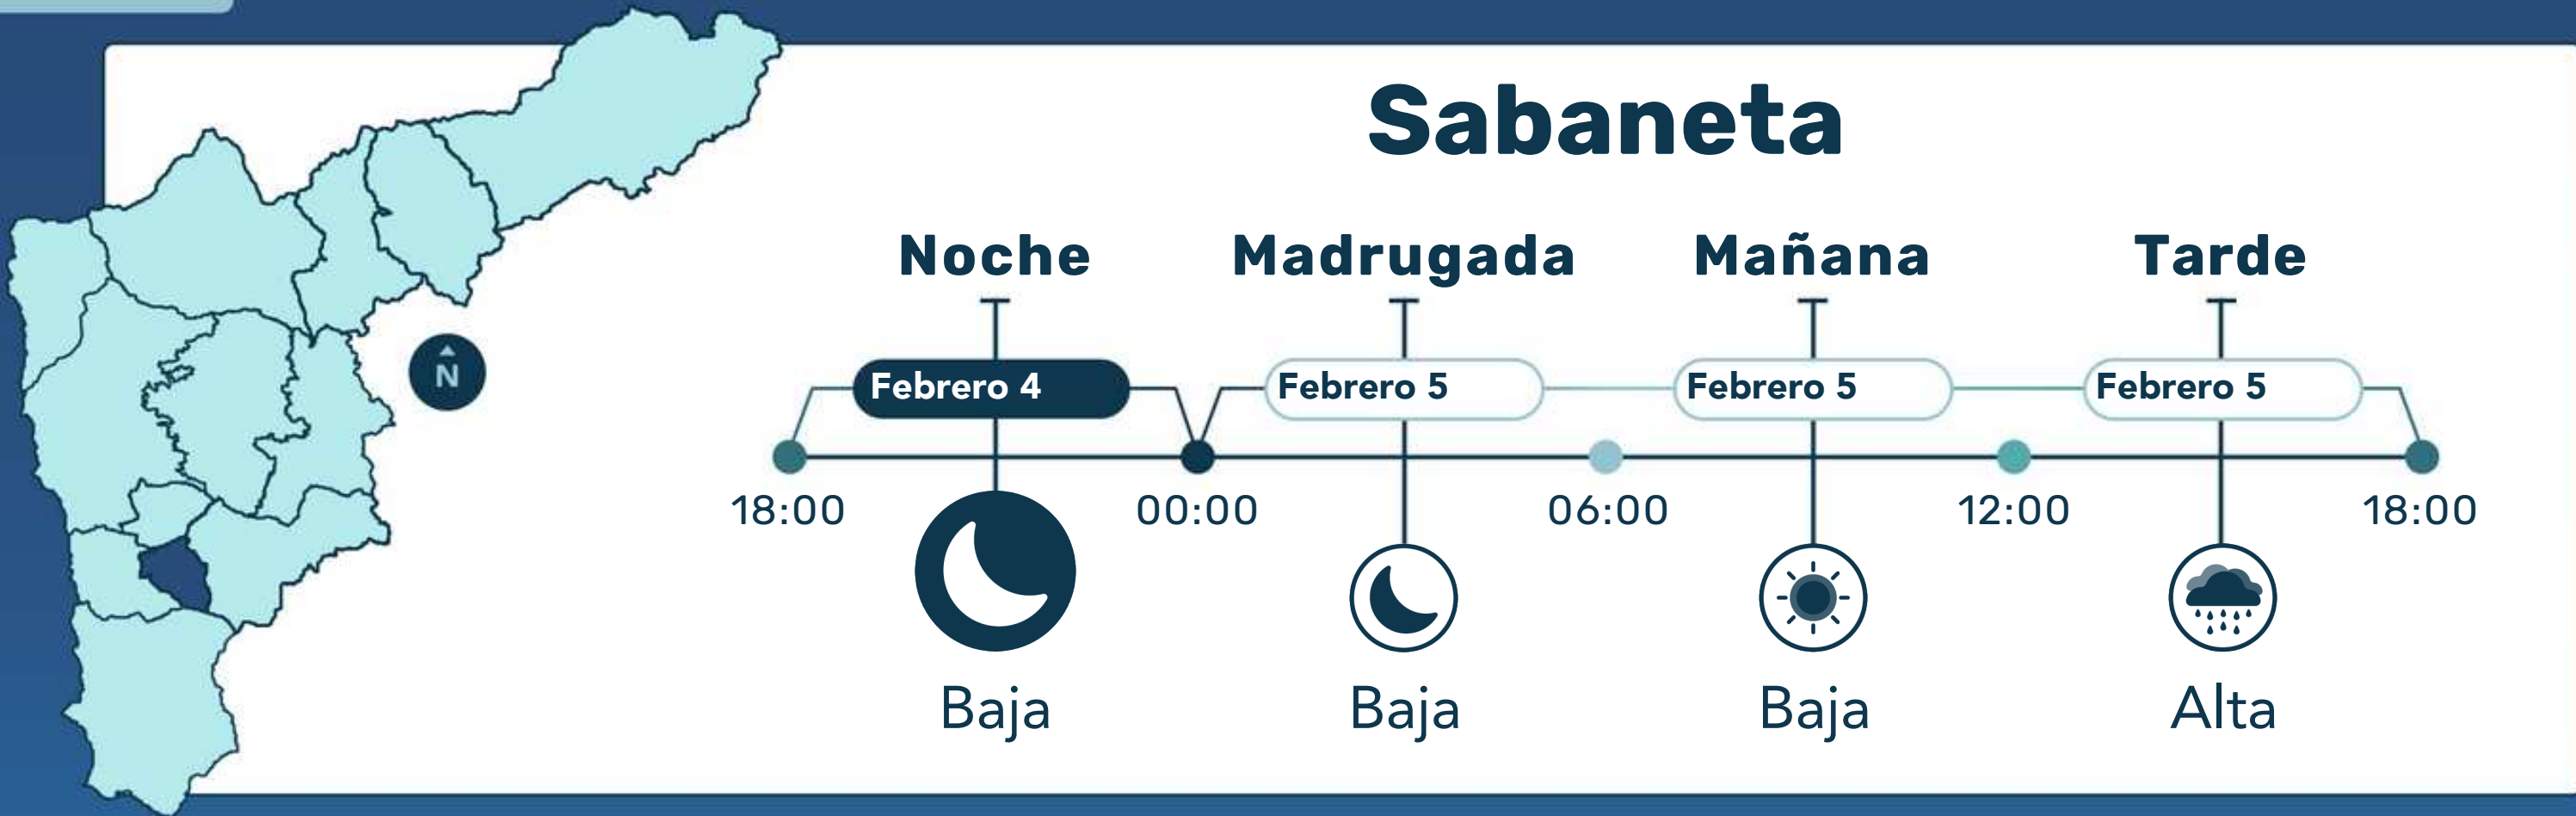 Sabaneta
Noche Madrugada Mañana Tarde
Febrero 4 Febrero 5 Febrero 5 Febrero 5
N
18:00 00:00 06:00 12:00 18:00
Baja Baja Baja Alta